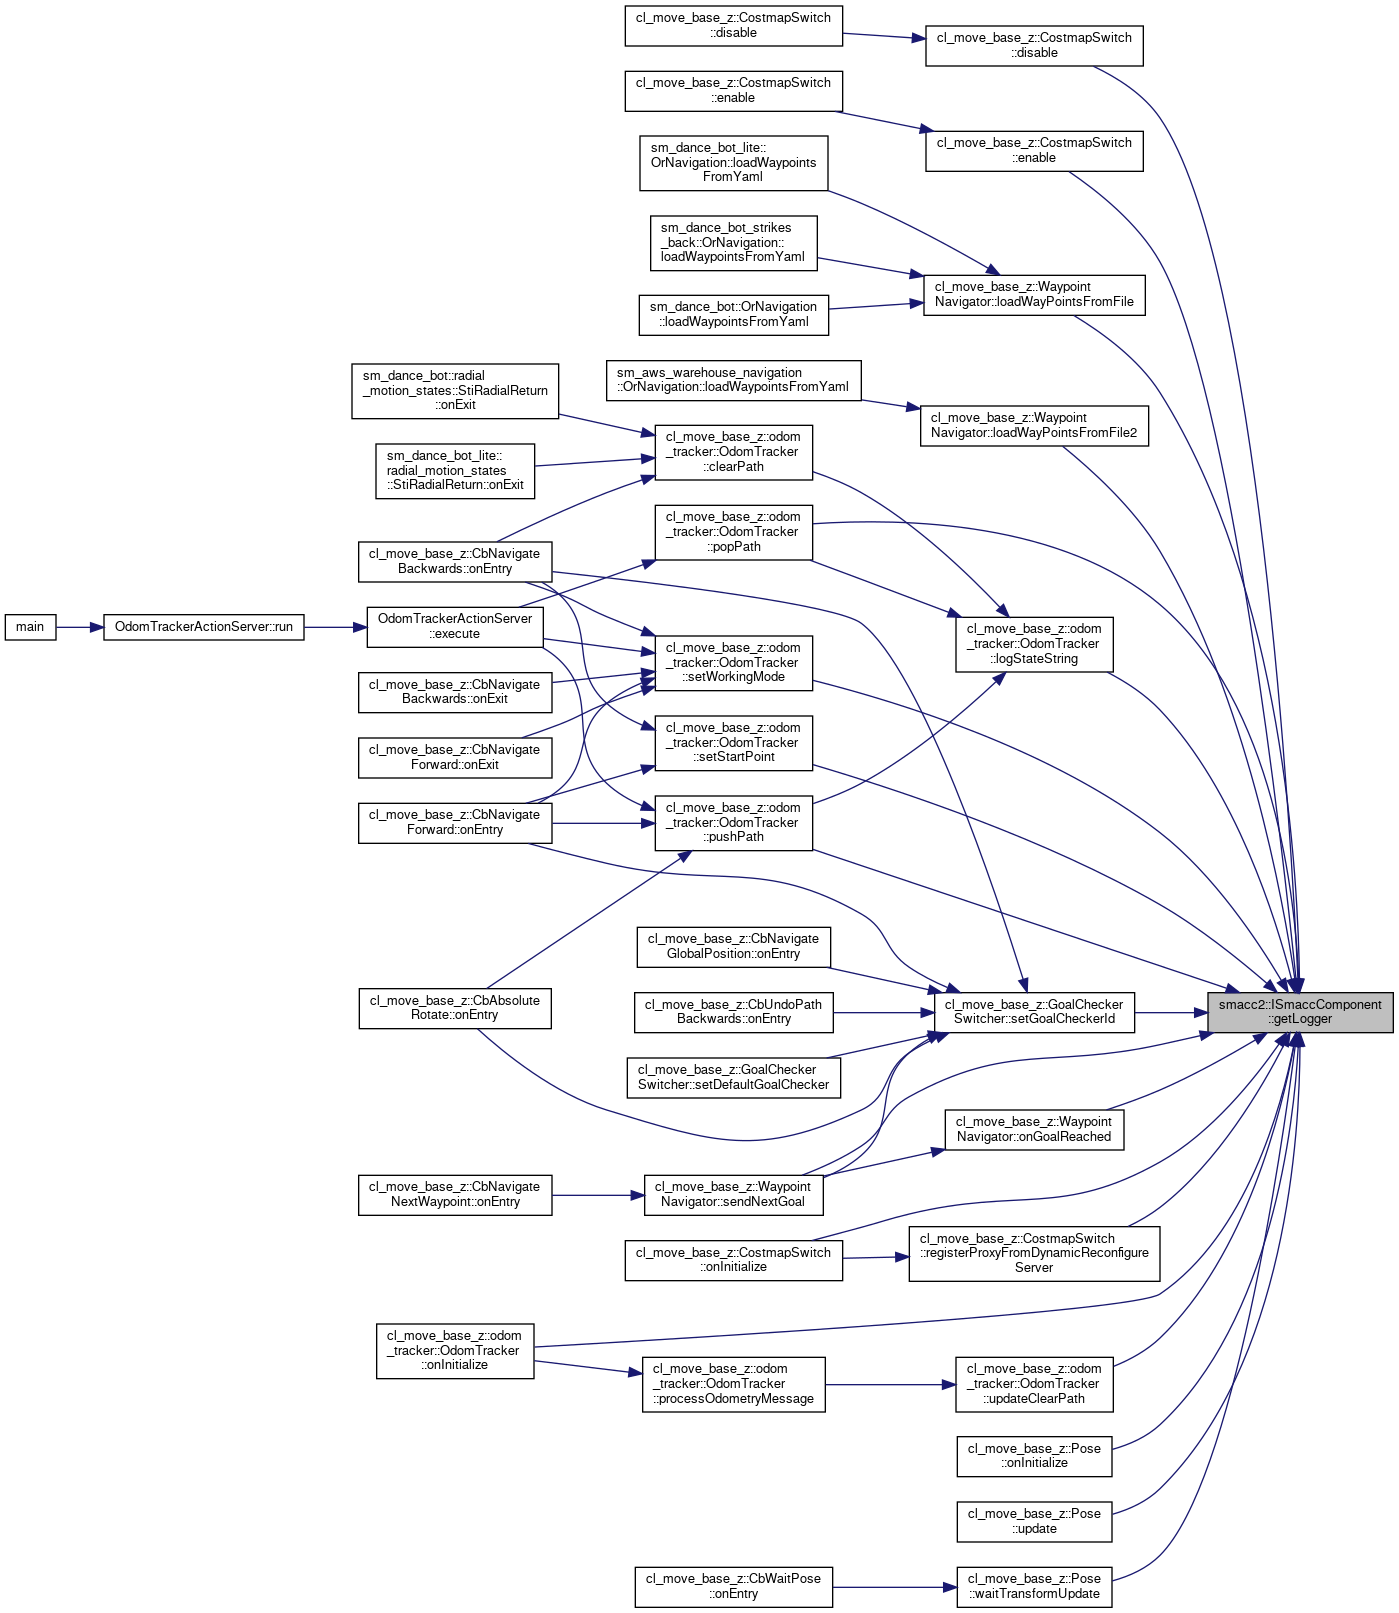 cl_move_base_z::CostmapSwitch
::disable
cl_move_base_z::CostmapSwitch
::disable
cl_move_base_z::CostmapSwitch
::enable
cl_move_base_z::CostmapSwitch
::enable
sm_dance_bot_lite::
OrNavigation::loadWaypoints
FromYaml
sm_dance_bot_strikes
_back::OrNavigation::
loadWaypointsFromYaml
cl_move_base_z::Waypoint
Navigator::loadWayPointsFromFile
sm_dance_bot::OrNavigation
::loadWaypointsFromYaml
sm_aws_warehouse_navigation
::OrNavigation::loadWaypointsFromYaml
sm_dance_bot::radial
_motion_states::StiRadialReturn
::onExit
cl_move_base_z::Waypoint
Navigator::loadWayPointsFromFile2
cl_move_base_z::odom
_tracker::OdomTracker
::clearPath
sm_dance_bot_lite::
radial_motion_states
::StiRadialReturn::onExit
cl_move_base_z::odom
_tracker::OdomTracker
::popPath
cl_move_base_z::CbNavigate
Backwards::onEntry
main
OdomTrackerActionServer::run
OdomTrackerActionServer
::execute
cl_move_base_z::odom
_tracker::OdomTracker
::logStateString
cl_move_base_z::odom
_tracker::OdomTracker
::setWorkingMode
cl_move_base_z::CbNavigate
Backwards::onExit
cl_move_base_z::odom
_tracker::OdomTracker
::setStartPoint
cl_move_base_z::CbNavigate
Forward::onExit
cl_move_base_z::odom
_tracker::OdomTracker
::pushPath
cl_move_base_z::CbNavigate
Forward::onEntry
cl_move_base_z::CbNavigate
GlobalPosition::onEntry
cl_move_base_z::CbAbsolute
Rotate::onEntry
cl_move_base_z::CbUndoPath
Backwards::onEntry
cl_move_base_z::GoalChecker
Switcher::setGoalCheckerId
smacc2::ISmaccComponent
::getLogger
cl_move_base_z::GoalChecker
Switcher::setDefaultGoalChecker
cl_move_base_z::Waypoint
Navigator::onGoalReached
cl_move_base_z::CbNavigate
NextWaypoint::onEntry
cl_move_base_z::Waypoint
Navigator::sendNextGoal
cl_move_base_z::CostmapSwitch
::onInitialize
cl_move_base_z::CostmapSwitch
::registerProxyFromDynamicReconfigure
Server
cl_move_base_z::odom
_tracker::OdomTracker
::onInitialize
cl_move_base_z::odom
_tracker::OdomTracker
::processOdometryMessage
cl_move_base_z::odom
_tracker::OdomTracker
::updateClearPath
cl_move_base_z::Pose
::onInitialize
cl_move_base_z::Pose
::update
cl_move_base_z::CbWaitPose
::onEntry
cl_move_base_z::Pose
::waitTransformUpdate